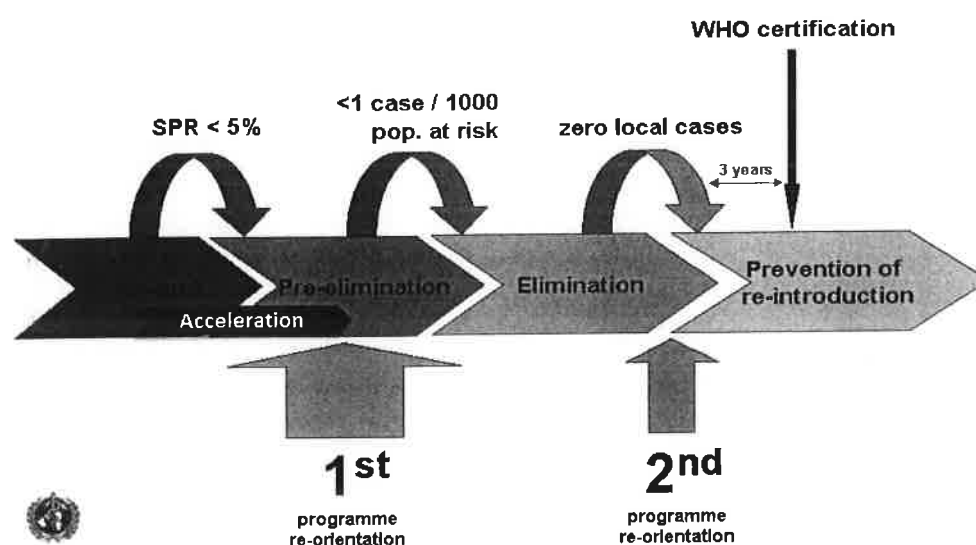 WHO certification
<1 case / 1000
pop. at risk
SPR < 5%
zero local cases
3 years
Pre-elimination
Elimination
Prevention of
re-introduction
Acceleration
1st
programme
re-orientation
2nd
programme
re-orientation